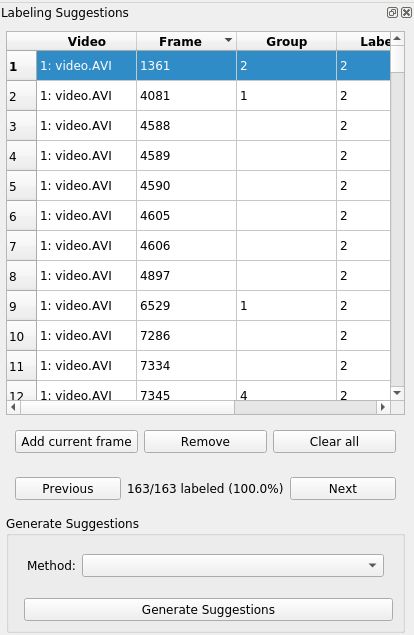 Labeling Suggestions
Video Frame Group Labe
1 1: video.AVI 1361 2 2
2 1: video.AVI 4081 1 2
3 1: video.AVI 4588 2
4 1: video.AVI 4589 2
5 1: video.AVI 4590 2
6 1: video.AVI 4605 2
7 1: video.AVI 4606 2
8 1: video.AVI 4897 2
9 1: video.AVI 6529 1 2
10 1: video.AVI 7286 2
11 1: video.AVI 7334 2
12 1: video.AVI 7345 4 2
Add current frame Remove Clear all
Previous 163/163 labeled (100.0%) Next
Generate Suggestions
Method:
Generate Suggestions